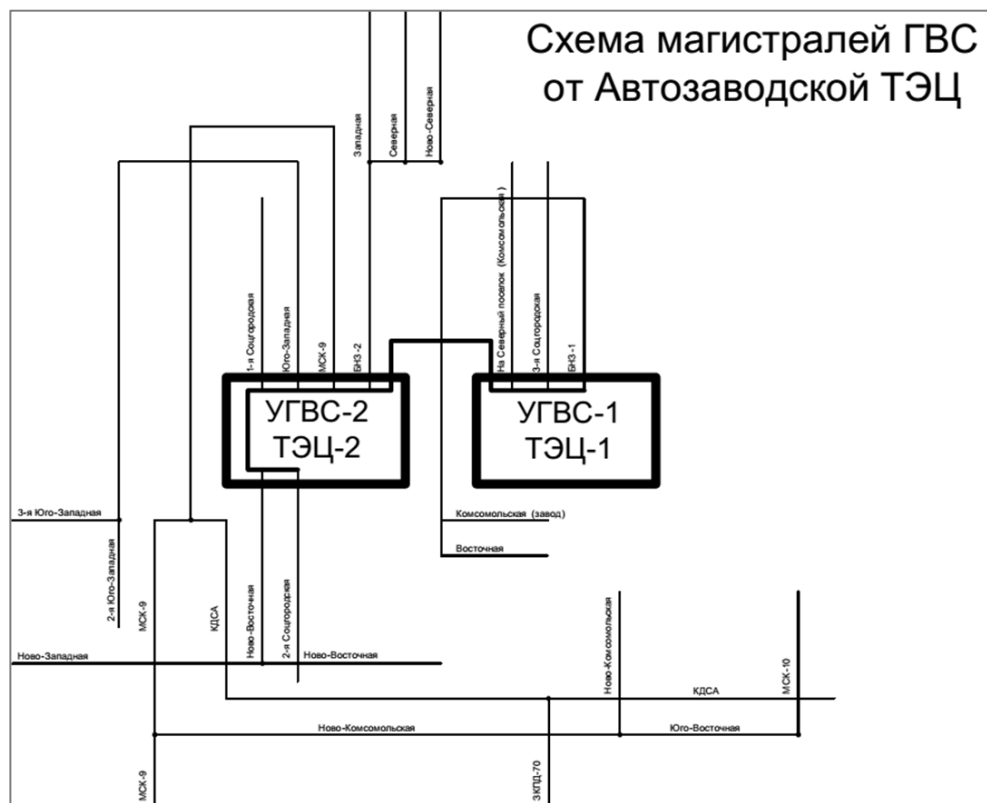 Схема магистралей ГВС
от Автозаводской ТЭЦ
Западная
Северная
Ново-Северная
1-я Соцгородская
Юго-Западная
МСК-9
БНЗ-2
На Северный поселок (Комсомольская )
3-я Соцгородская
БНЗ-1
УГВС-2
ТЭЦ-2
УГВС-1
ТЭЦ-1
3-я Юго-Западная
Комсомольская (завод)
Восточная
2-я Юго-Западная
МСК-9
КДСА
Ново-Восточная
2-я Соцгородская
Ново-Западная
Ново-Восточная
Ново-Комсомольская
КДСА
МСК-10
Ново-Комсомольская
Юго-Восточная
МСК-9
ЗКПД-70